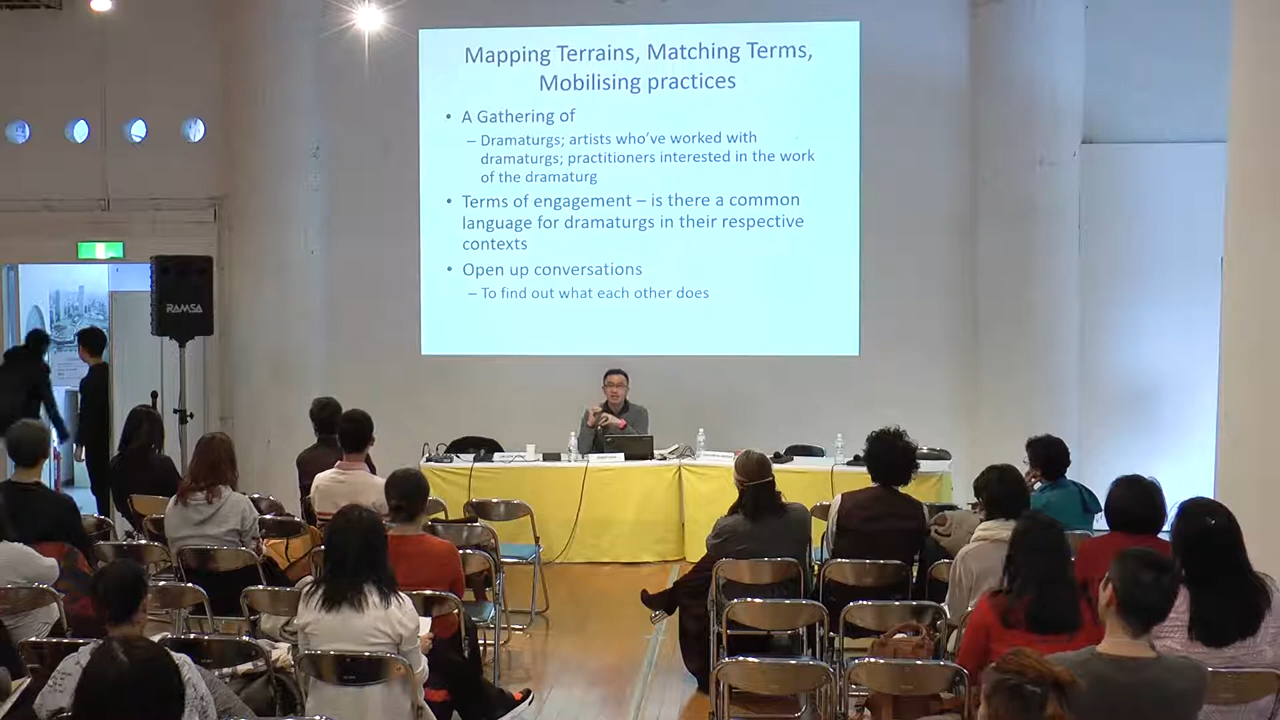 Mapping Terrains, Matching Terms,
Mobilising practices
• A Gathering of
– Dramaturgs; artists who've worked with
dramaturgs; practitioners interested in the work
of the dramaturg
• Terms of engagement – is there a common
language for dramaturgs in their respective
contexts
• Open up conversations
– To find out what each other does
RAMSA